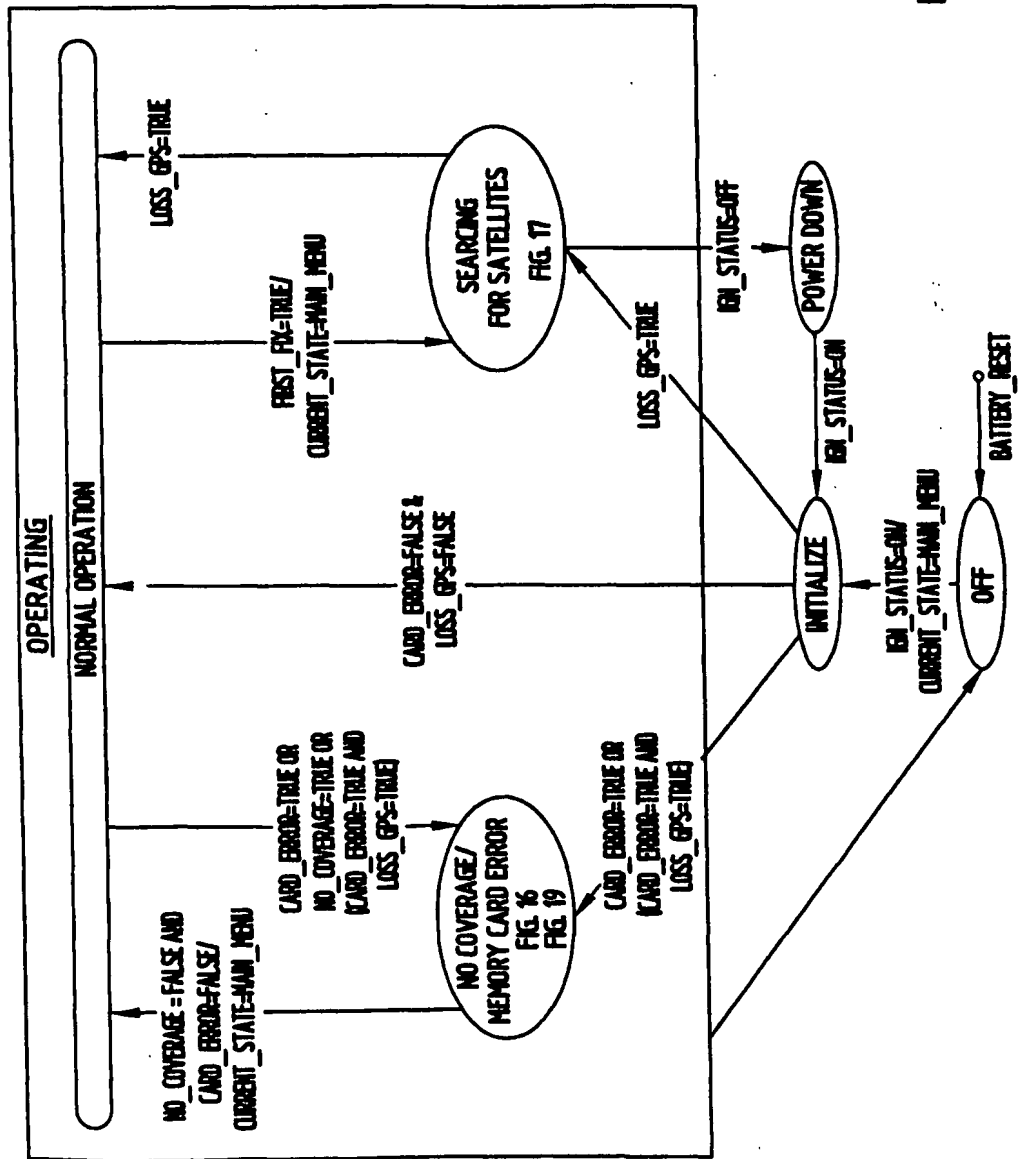 OPERATING
NORMAL OPERATION
NO_COVERAGE = FALSE AND
CARD_ERROR=FALSE/
CURRENT_STATE=MAIN_MENU
CARD_ERROR=TRUE OR
NO_COVERAGE=TRUE OR
(CARD_ERROR=TRUE AND
LOSS_GPS=TRUE)
CARD_ERROR=FALSE &
LOSS_GPS=FALSE
FIRST_FIX=TRUE/
CURRENT_STATE=MAIN_MENU
LOSS_GPS=TRUE
NO COVERAGE/
MEMORY CARD ERROR
FIG. 16
FIG. 19
SEARCING
FOR SATELLITES
FIG. 17
CARD_ERROR=TRUE OR
(CARD_ERROR=TRUE AND
LOSS_GPS=TRUE)
LOSS_GPS=TRUE
IGN_STATUS=OFF
INITIALIZE
IGN_STATUS=ON
POWER DOWN
IGN_STATUS=ON/
CURRENT_STATE=MAIN_MENU
OFF
BATTERY_RESET